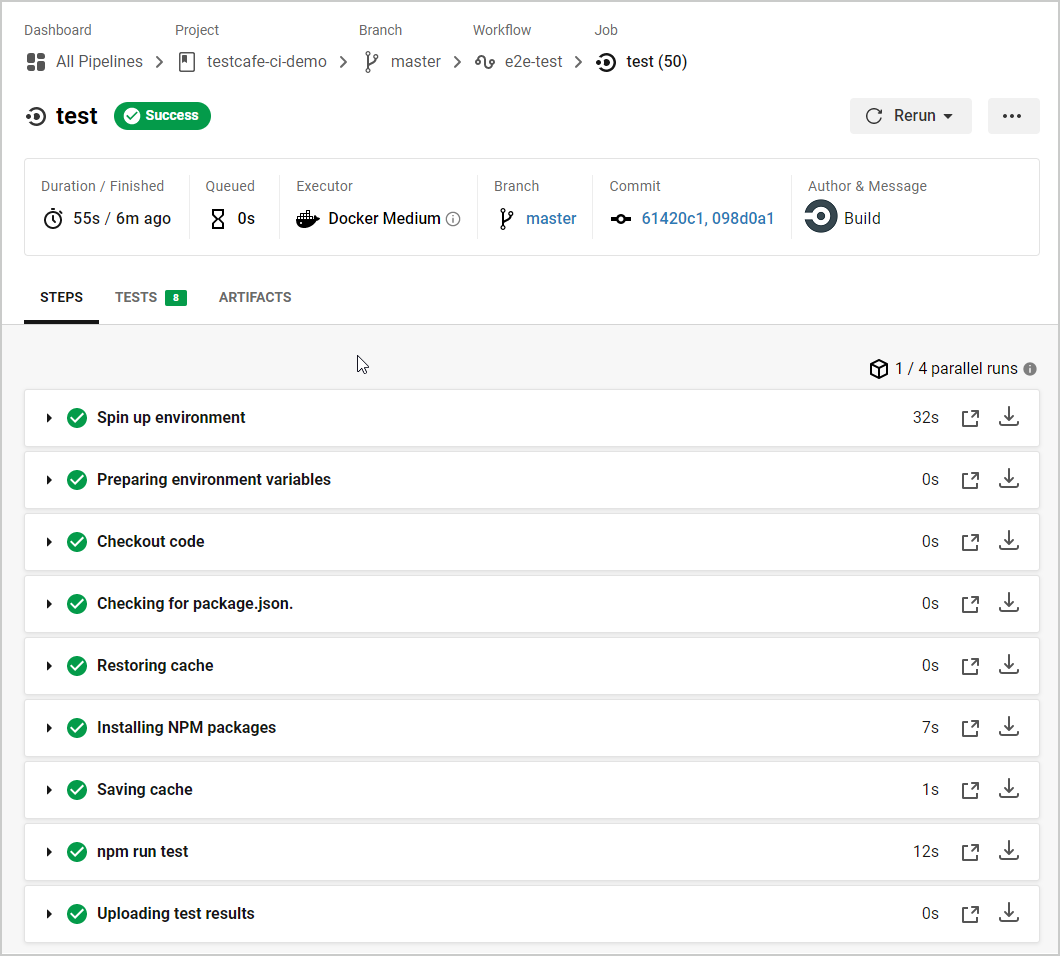 Dashboard Project Branch Workflow Job
All Pipelines testcafe-ci-demo master e2e-test test (50)
test Success Rerun
Duration / Finished Queued Executor Branch Commit Author & Message
55s / 6m ago 0s Docker Medium master 61420c1, 098d0a1 Build
STEPS TESTS 8 ARTIFACTS
1 / 4 parallel runs
Spin up environment 32s
Preparing environment variables 0s
Checkout code 0s
Checking for package.json. 0s
Restoring cache 0s
Installing NPM packages 7s
Saving cache 1s
npm run test 12s
Uploading test results 0s